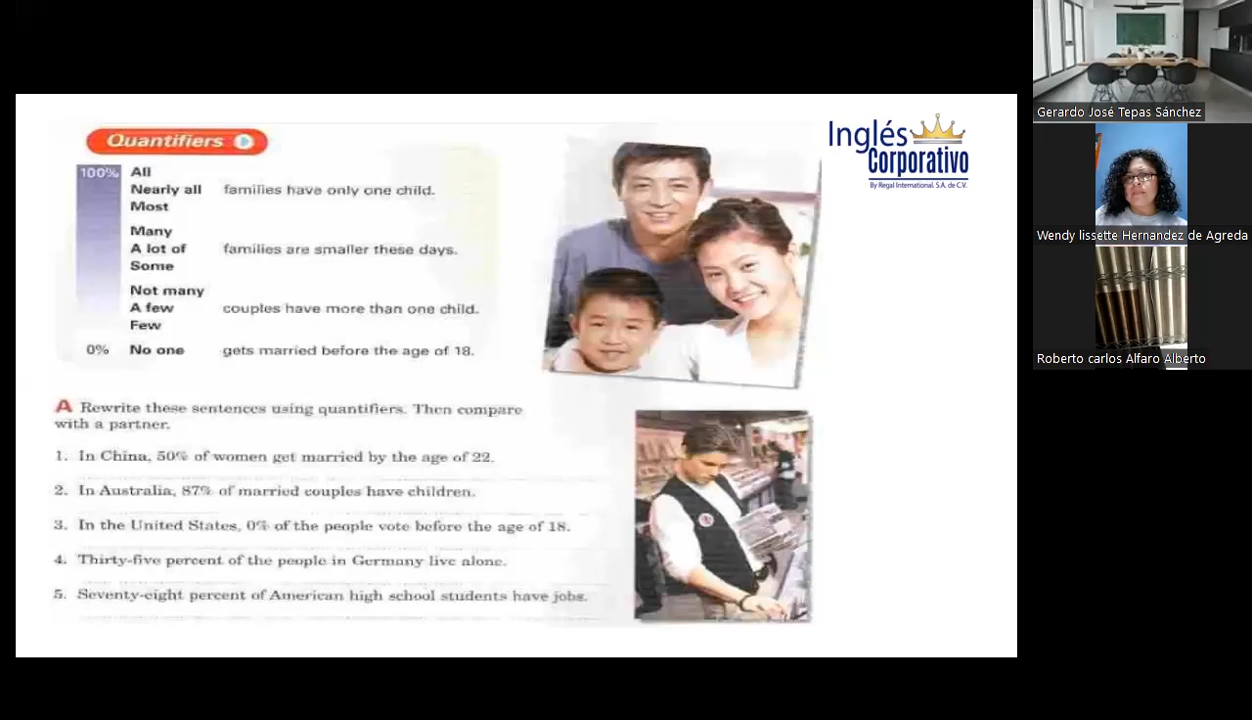 Quantifiers
100% All
Nearly all families have only one child.
Most
Many
A lot of families are smaller these days.
Some
Not many
A few couples have more than one child.
Few
0% No one gets married before the age of 18.
A Rewrite these sentences using quantifiers. Then compare
with a partner.
1. In China, 50% of women get married by the age of 22.
2. In Australia, 87% of married couples have children.
3. In the United States, 0% of the people vote before the age of 18.
4. Thirty-five percent of the people in Germany live alone.
5. Seventy-eight percent of American high school students have jobs.
Inglés
Corporativo
By Regal International, S.A. de C.V.
Gerardo José Tepas Sánchez
Wendy lissette Hernandez de Agreda
Roberto carlos Alfaro Alberto